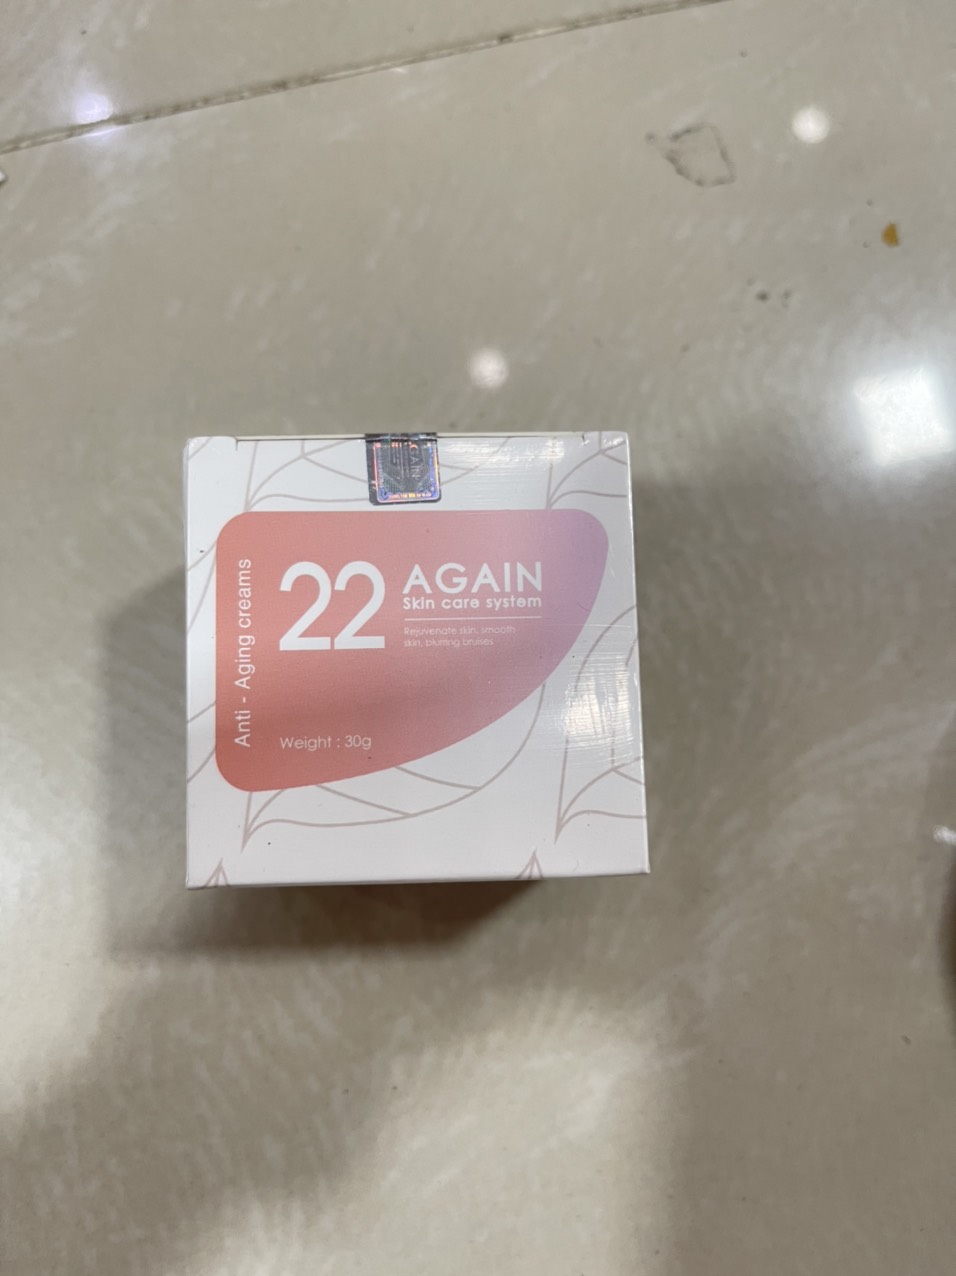 Anti - Aging creams
22
AGAIN
Skin care system
Rejuvenate skin, smooth
skin, blurring bruises
Weight : 30g